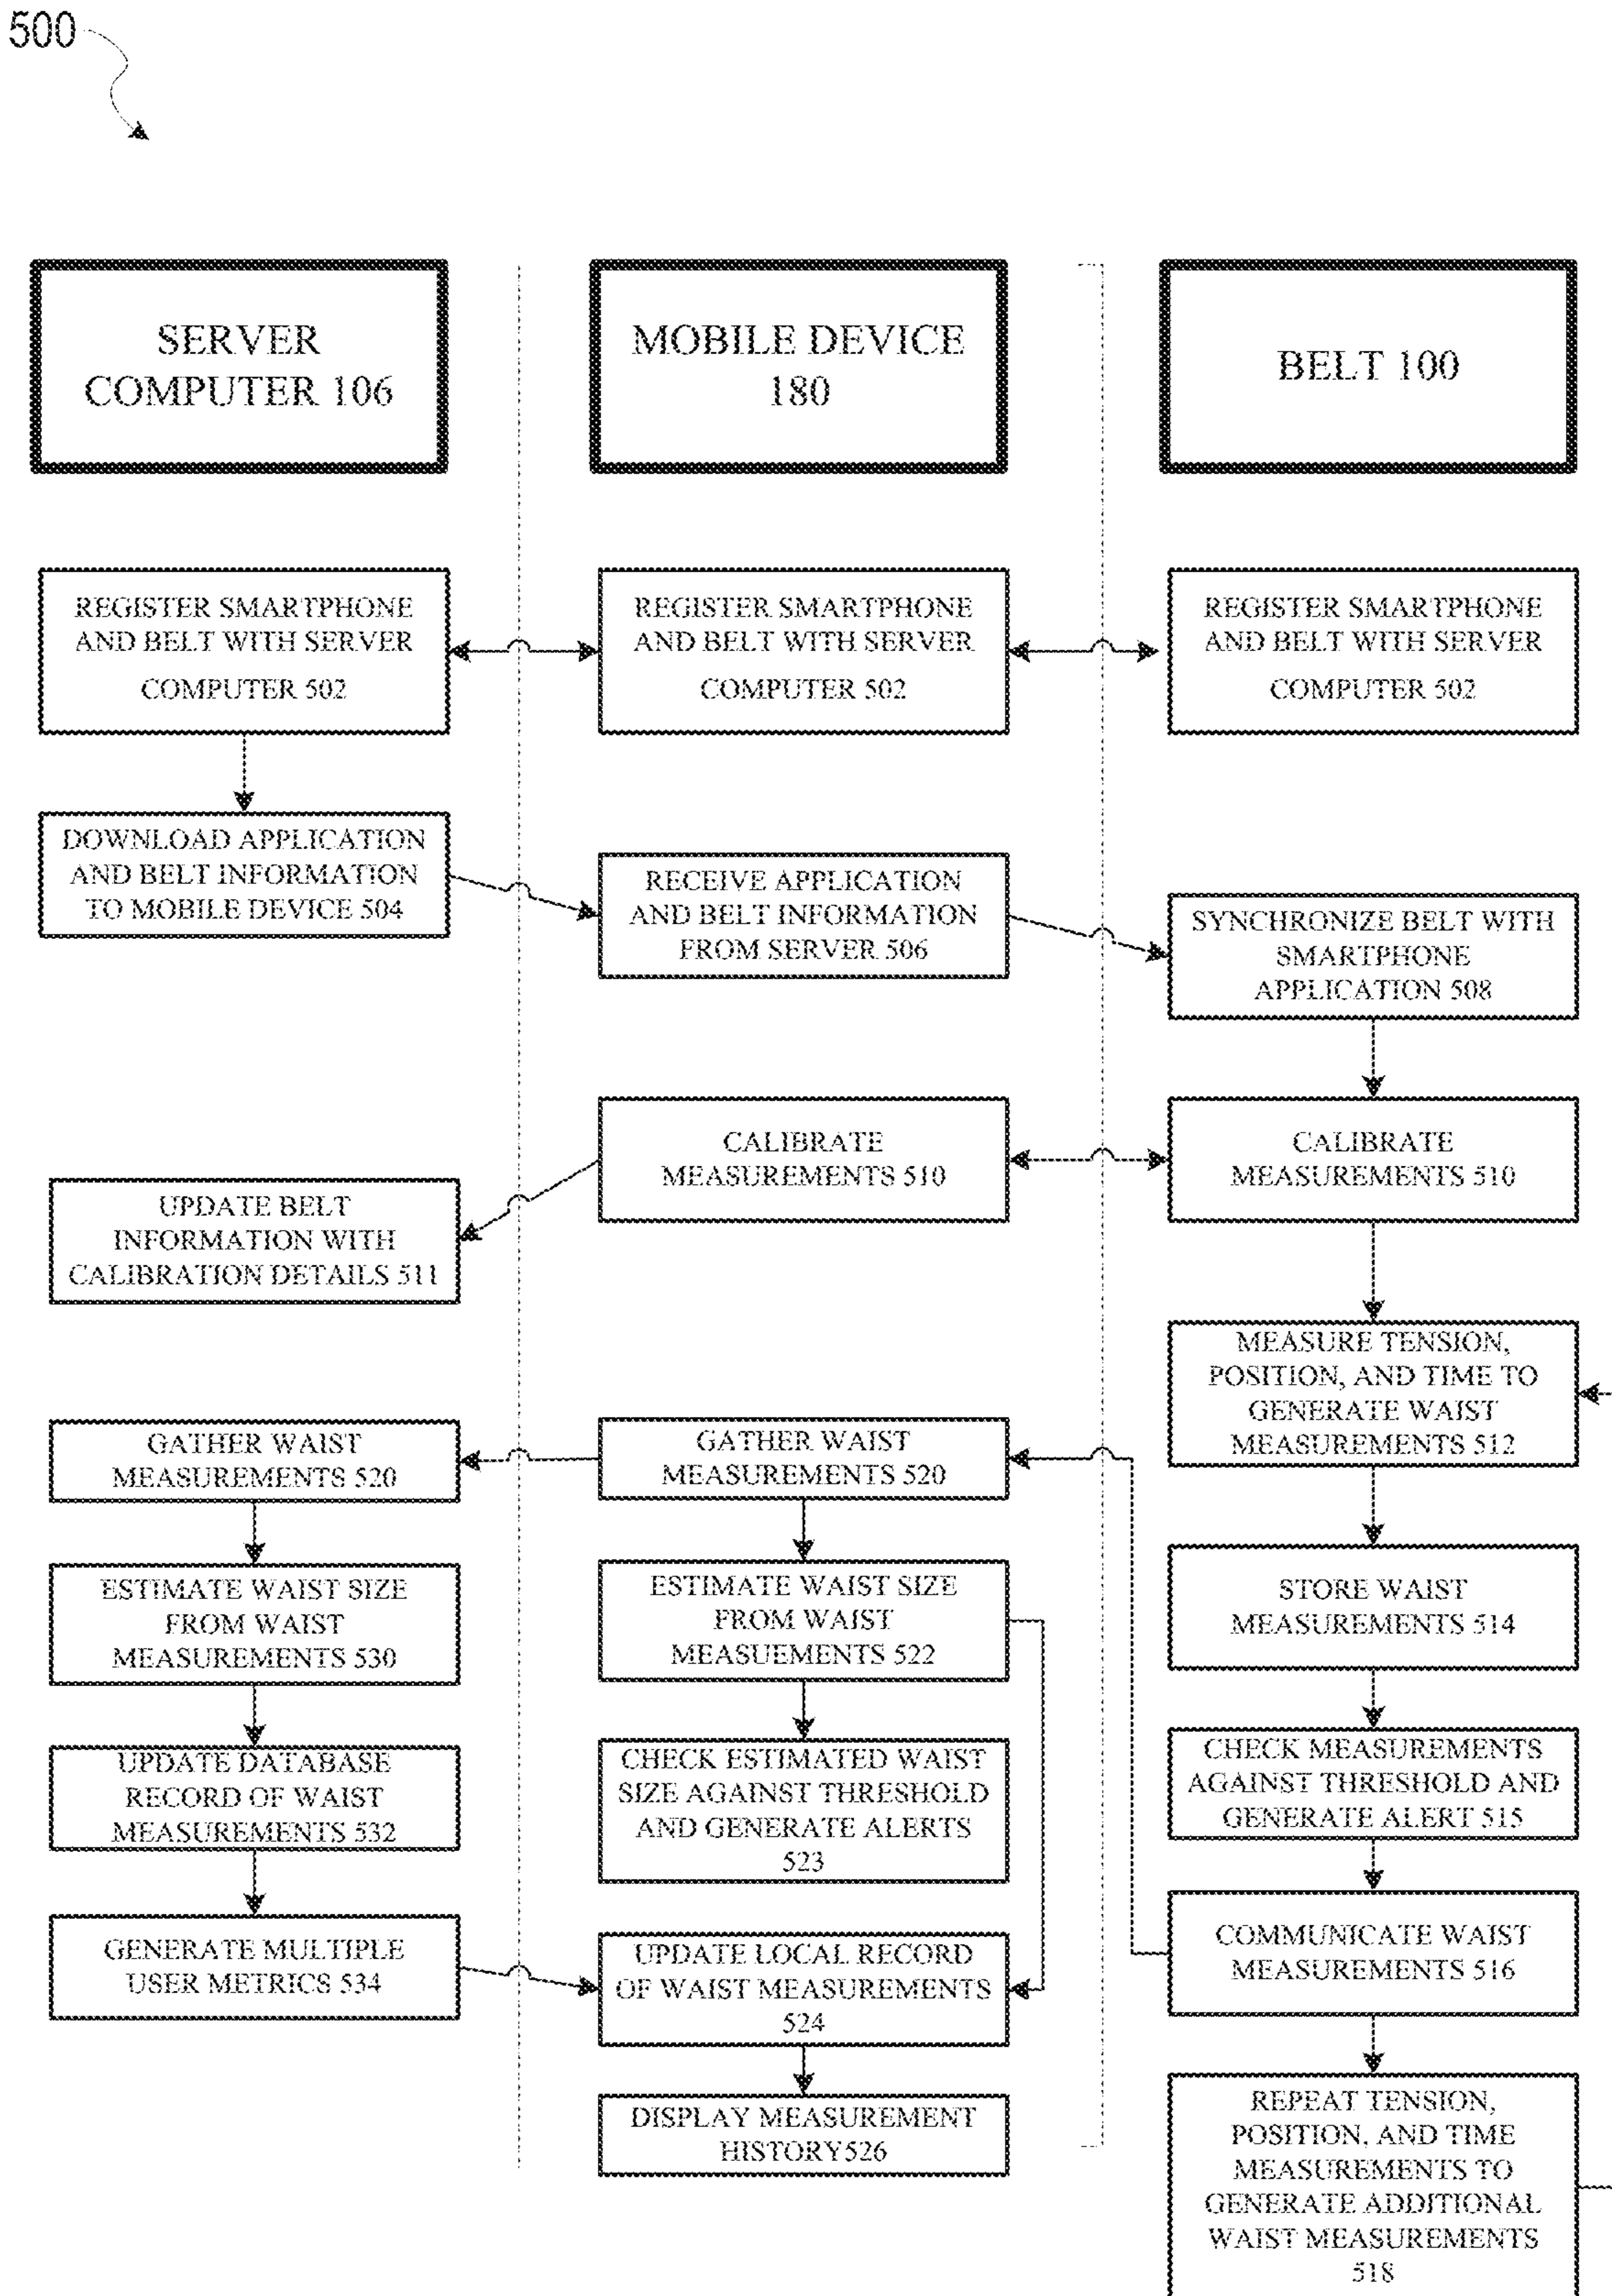 500
SERVER
COMPUTER 106
MOBILE DEVICE
180
BELT 100
REGISTER SMARTPHONE
AND BELT WITH SERVER
COMPUTER 502
REGISTER SMARTPHONE
AND BELT WITH SERVER
COMPUTER 502
REGISTER SMARTPHONE
AND BELT WITH SERVER
COMPUTER 502
DOWNLOAD APPLICATION
AND BELT INFORMATION
TO MOBILE DEVICE 504
RECEIVE APPLICATION
AND BELT INFORMATION
FROM SERVER 506
SYNCHRONIZE BELT WITH
SMARTPHONE
APPLICATION 508
CALIBRATE
MEASUREMENTS 510
CALIBRATE
MEASUREMENTS 510
UPDATE BELT
INFORMATION WITH
CALIBRATION DETAILS 511
MEASURE TENSION,
POSITION, AND TIME TO
GENERATE WAIST
MEASUREMENTS 512
GATHER WAIST
MEASUREMENTS 520
GATHER WAIST
MEASUREMENTS 520
ESTIMATE WAIST SIZE
FROM WAIST
MEASUREMENTS 530
ESTIMATE WAIST SIZE
FROM WAIST
MEASUEMENTS 522
STORE WAIST
MEASUREMENTS 514
UPDATE DATABASE
RECORD OF WAIST
MEASUREMENTS 532
CHECK ESTIMATED WAIST
SIZE AGAINST THRESHOLD
AND GENERATE ALERTS
523
CHECK MEASUREMENTS
AGAINST THRESHOLD AND
GENERATE ALERT 515
GENERATE MULTIPLE
USER METRICS 534
UPDATE LOCAL RECORD
OF WAIST MEASUREMENTS
524
COMMUNICATE WAIST
MEASUREMENTS 516
DISPLAY MEASUREMENT
HISTORY526
REPEAT TENSION,
POSITION, AND TIME
MEASUREMENTS TO
GENERATE ADDITIONAL
WAIST MEASUREMENTS
518